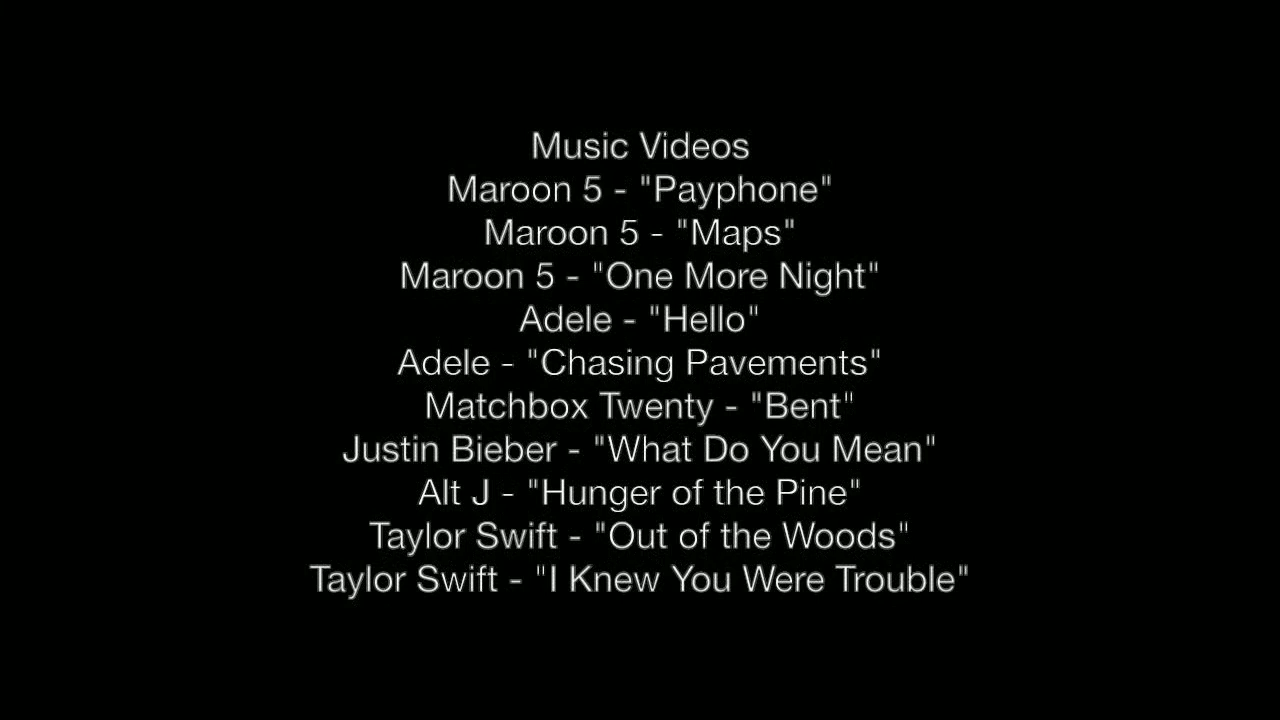 Music Videos
Maroon 5 - "Payphone"
Maroon 5 - "Maps"
Maroon 5 - "One More Night"
Adele - "Hello"
Adele - "Chasing Pavements"
Matchbox Twenty - "Bent"
Justin Bieber - "What Do You Mean"
Alt J - "Hunger of the Pine"
Taylor Swift - "Out of the Woods"
Taylor Swift - "I Knew You Were Trouble"